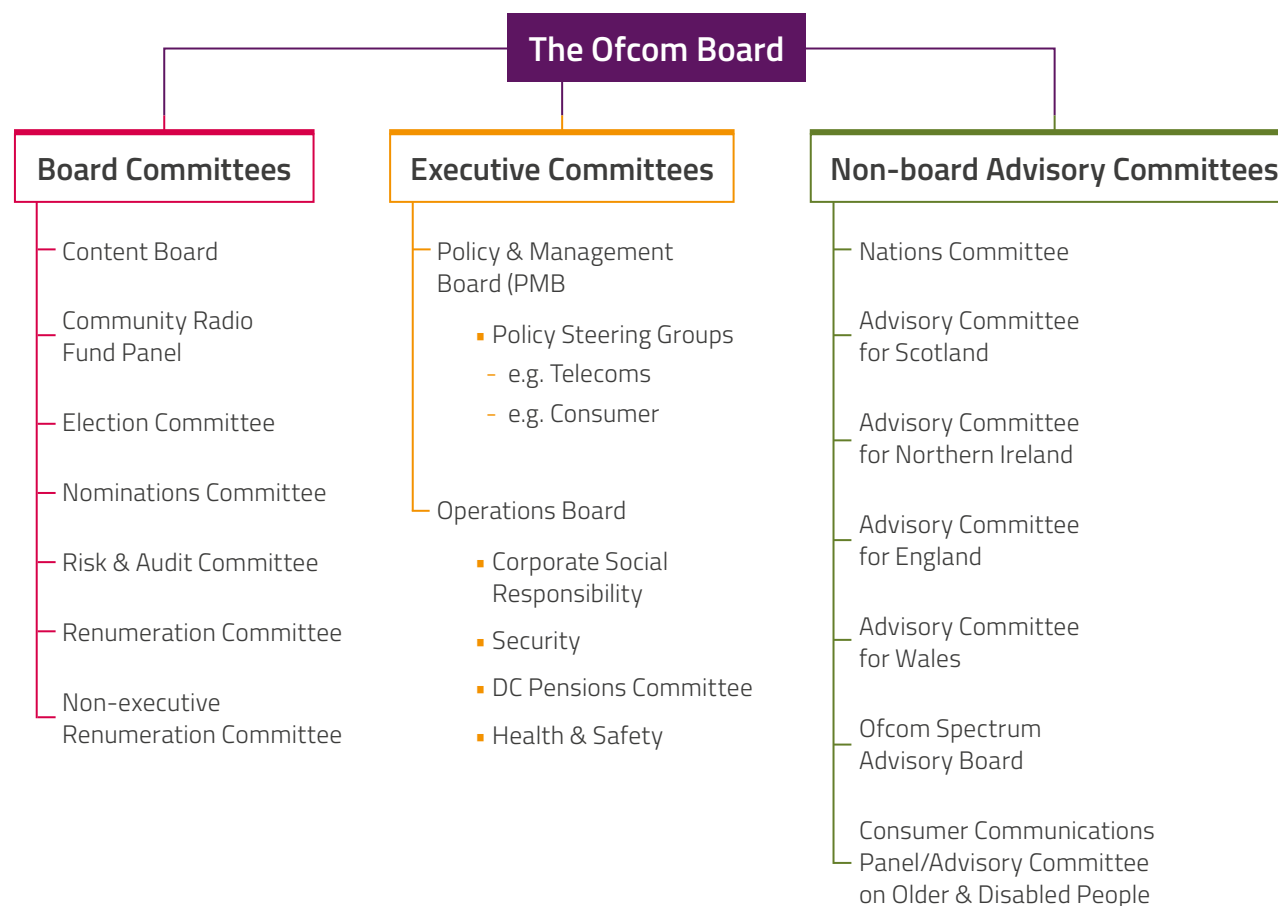 The Ofcom Board
Board Committees
Content Board
Community Radio
Fund Panel
Election Committee
Nominations Committee
Risk & Audit Committee
Renumeration Committee
Non-executive
Renumeration Committee
Executive Committees
Policy & Management
Board (PMB
▪ Policy Steering Groups
- e.g. Telecoms
- e.g. Consumer
Operations Board
▪ Corporate Social
Responsibility
▪ Security
▪ DC Pensions Committee
▪ Health & Safety
Non-board Advisory Committees
Nations Committee
Advisory Committee
for Scotland
Advisory Committee
for Northern Ireland
Advisory Committee
for England
Advisory Committee
for Wales
Ofcom Spectrum
Advisory Board
Consumer Communications
Panel/Advisory Committee
on Older & Disabled People